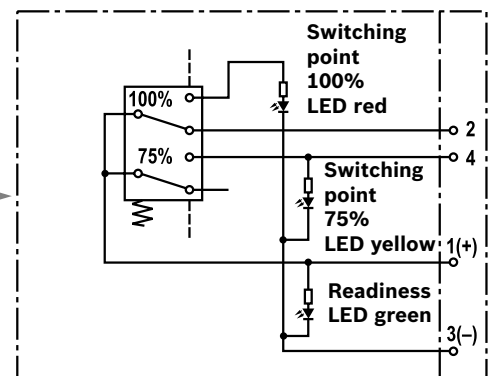 Switching
point
100%
LED red
100%
75%
2
4
Switching
point
75%
LED yellow
1(+)
Readiness
LED green
3(–)